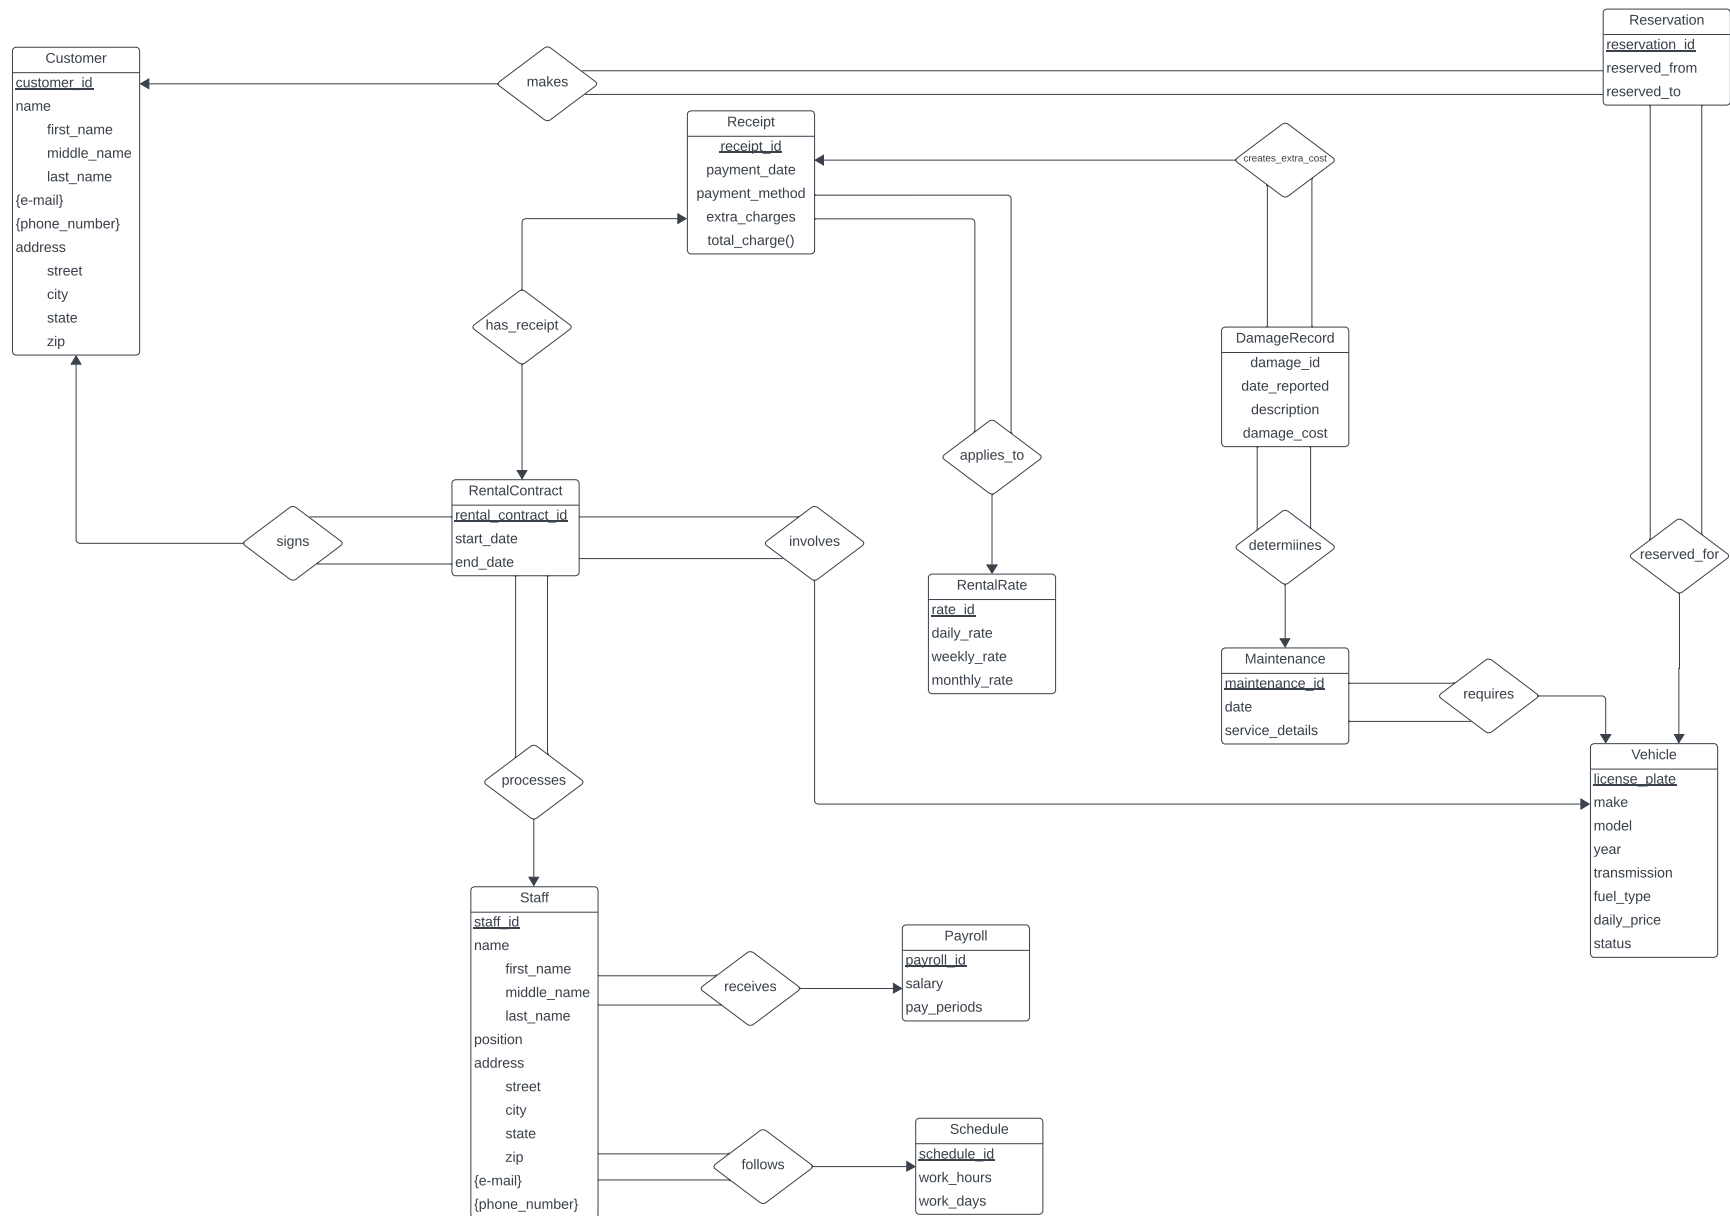 Customer
customer_id
name
first_name
middle_name
last_name
{e-mail}
{phone_number}
address
street
city
state
zip
makes
Reservation
reservation_id
reserved_from
reserved_to
Receipt
receipt_id
payment_date
payment_method
extra_charges
total_charge()
creates_extra_cost
has_receipt
DamageRecord
damage_id
date_reported
description
damage_cost
applies_to
RentalContract
rental_contract_id
start_date
end_date
signs
involves
determiines
reserved_for
RentalRate
rate_id
daily_rate
weekly_rate
monthly_rate
Maintenance
maintenance_id
date
service_details
requires
Vehicle
license_plate
make
model
year
transmission
fuel_type
daily_price
status
processes
Staff
staff_id
name
first_name
middle_name
last_name
position
address
street
city
state
zip
{e-mail}
{phone_number}
receives
Payroll
payroll_id
salary
pay_periods
follows
Schedule
schedule_id
work_hours
work_days